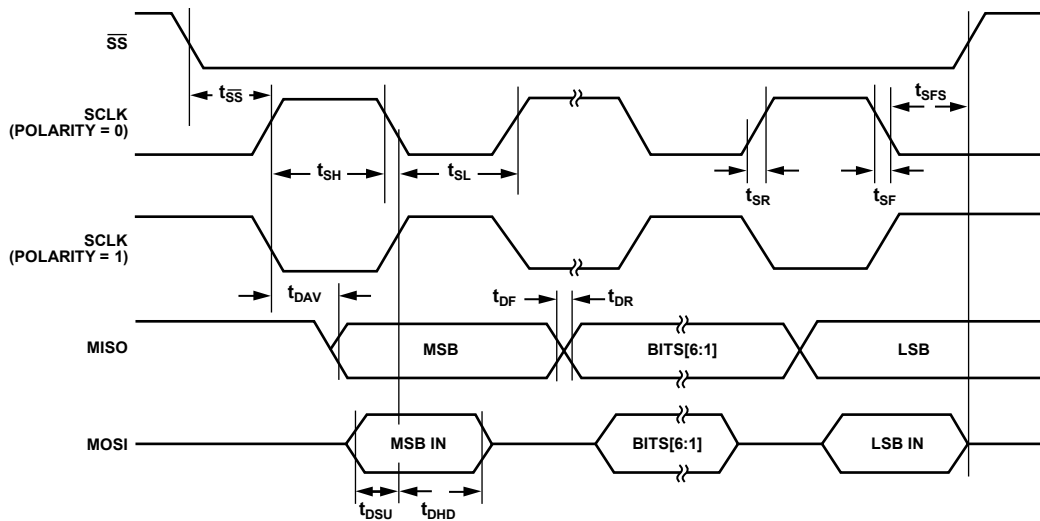 SS
tSS
SCLK
(POLARITY = 0)
tSFS
tSH
tSL
tSR
tSF
SCLK
(POLARITY = 1)
tDAV
tDF
tDR
MISO
MSB
BITS[6:1]
LSB
MOSI
MSB IN
BITS[6:1]
LSB IN
tDSU
tDHD